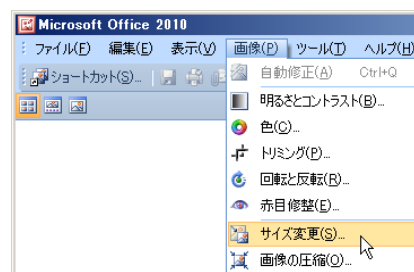 Microsoft Office 2010
ファイル(F) 編集(E) 表示(V) 画像(P) ツール(T) ヘルプ(H)
ショートカット(S)...
自動修正(A) Ctrl+Q
明るさとコントラスト(B)...
色(C)...
トリミング(P)...
回転と反転(R)...
赤目修整(E)...
サイズ変更(S)...
画像の圧縮(O)...